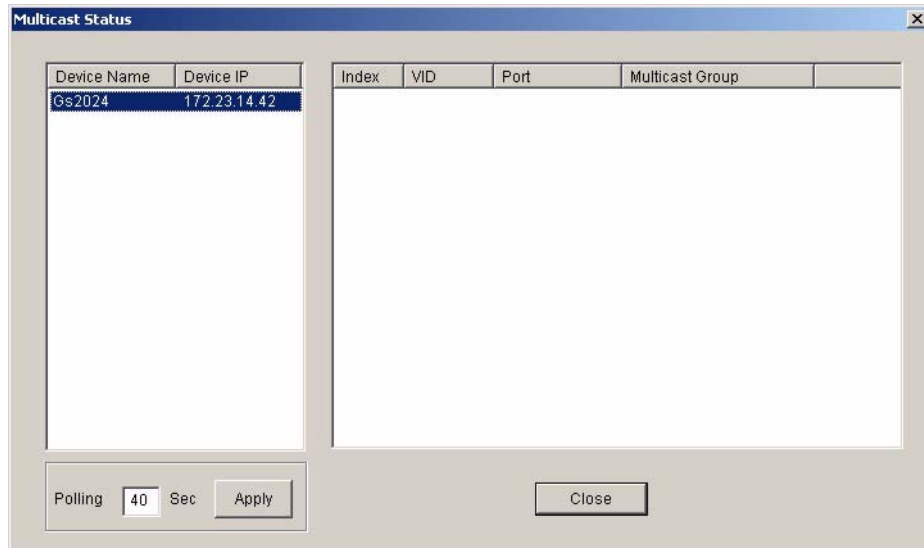 Multicast Status
Device Name Device IP
Gs2024 172.23.14.42
Index VID Port Multicast Group
Polling 40 Sec Apply
Close